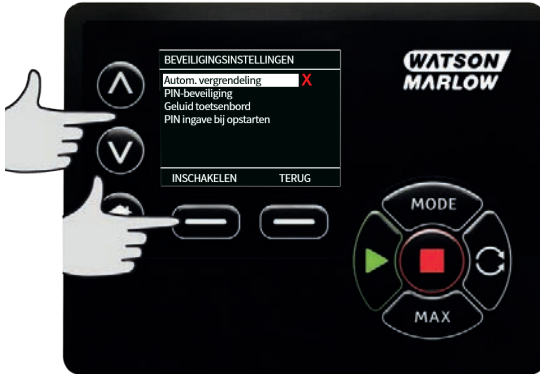 BEVEILIGINGSINSTELLINGEN
Autom. vergrendeling X
PIN-beveiliging
Geluid toetsenbord
PIN ingave bij opstarten
INSCHAKELEN TERUG
WATSON
MARLOW
MODE
MAX